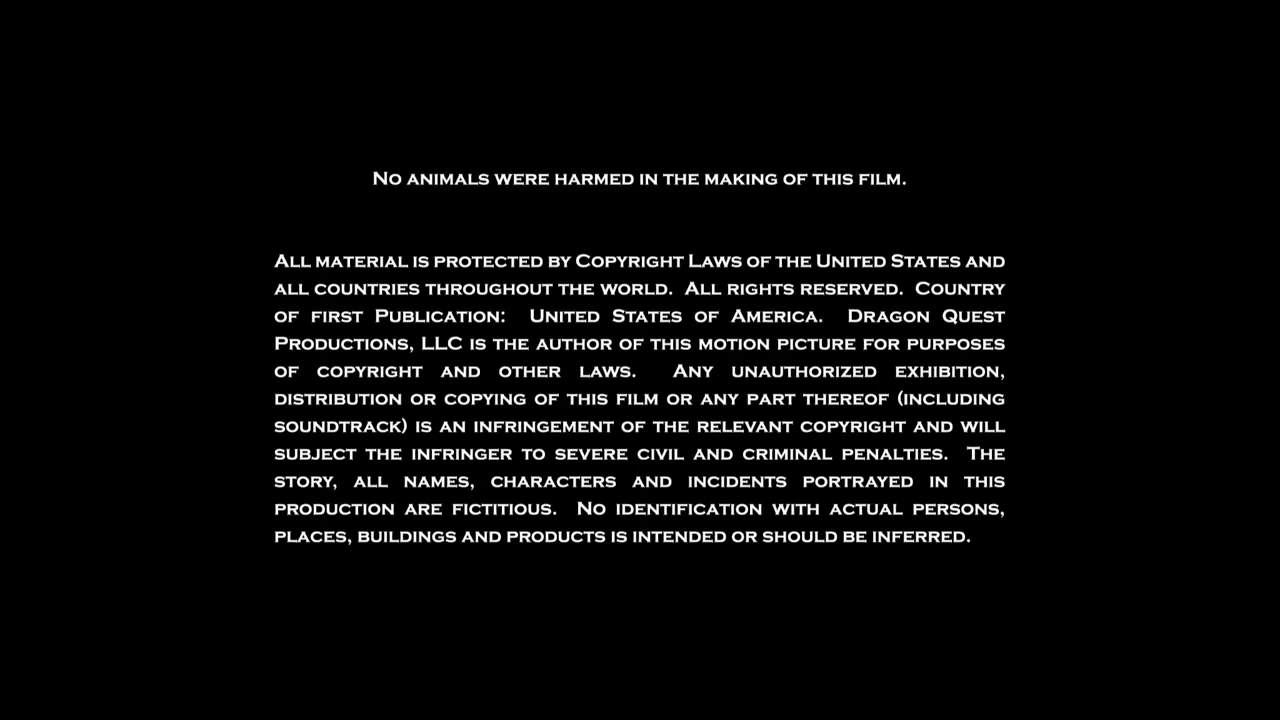 No animals were harmed in the making of this film.
All material is protected by Copyright Laws of the United States and
all countries throughout the world. All rights reserved. Country
of first Publication: United States of America. Dragon Quest
Productions, LLC is the author of this motion picture for purposes
of copyright and other laws. Any unauthorized exhibition,
distribution or copying of this film or any part thereof (including
soundtrack) is an infringement of the relevant copyright and will
subject the infringer to severe civil and criminal penalties. The
story, all names, characters and incidents portrayed in this
production are fictitious. No identification with actual persons,
places, buildings and products is intended or should be inferred.